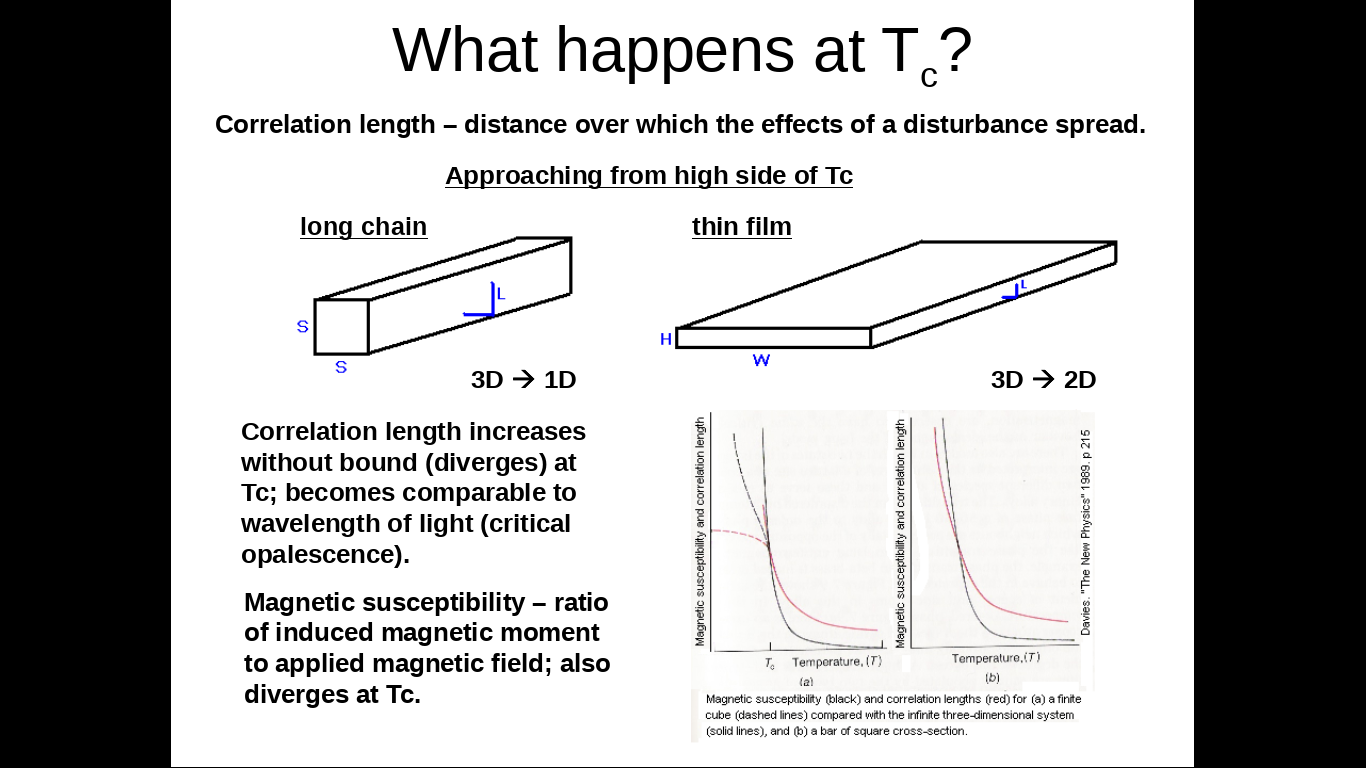 What happens at Tc?
Correlation length – distance over which the effects of a disturbance spread.
Approaching from high side of Tc
long chain
thin film
L
S
S
3D → 1D
L
H
W
3D → 2D
Correlation length increases
without bound (diverges) at
Tc; becomes comparable to
wavelength of light (critical
opalescence).
Magnetic susceptibility – ratio
of induced magnetic moment
to applied magnetic field; also
diverges at Tc.
Magnetic susceptibility and correlation length
Tc
Temperature, (T)
(a)
Magnetic susceptibility and correlation length
Temperature,(T)
(b)
Davies. "The New Physics" 1989. p 215
Magnetic susceptibility (black) and correlation lengths (red) for (a) a finite
cube (dashed lines) compared with the infinite three-dimensional system
(solid lines), and (b) a bar of square cross-section.